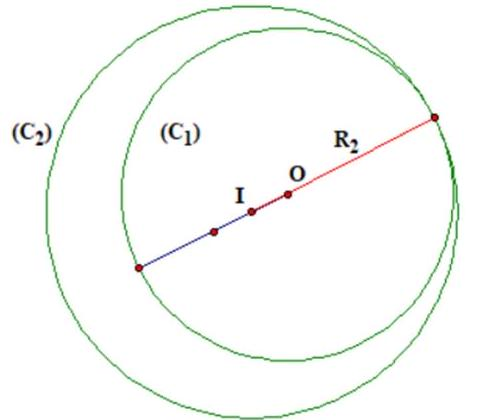 (C₂)
(C₁)
R₂
O
I